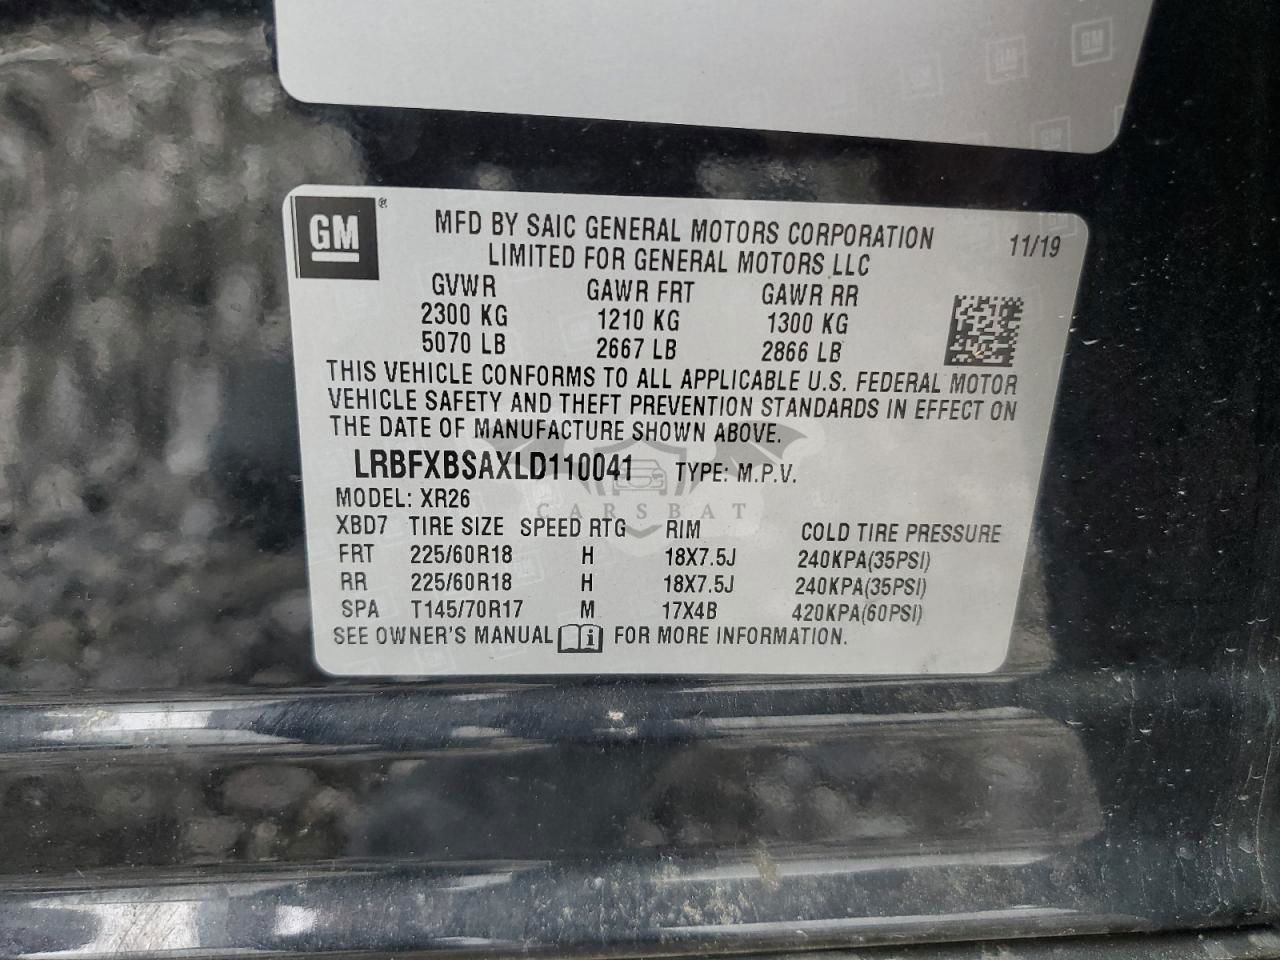 GM
GM
GM ®
MFD BY SAIC GENERAL MOTORS CORPORATION
LIMITED FOR GENERAL MOTORS LLC
11/19
GVWR GAWR FRT GAWR RR
2300 KG 1210 KG 1300 KG
5070 LB 2667 LB 2866 LB
THIS VEHICLE CONFORMS TO ALL APPLICABLE U.S. FEDERAL MOTOR
VEHICLE SAFETY AND THEFT PREVENTION STANDARDS IN EFFECT ON
THE DATE OF MANUFACTURE SHOWN ABOVE.
LRBFXBSAXLD110041 TYPE: M.P.V.
MODEL: XR26
CARSBAT
XBD7 TIRE SIZE SPEED RTG RIM COLD TIRE PRESSURE
FRT 225/60R18 H 18X7.5J 240KPA(35PSI)
RR 225/60R18 H 18X7.5J 240KPA(35PSI)
SPA T145/70R17 M 17X4B 420KPA(60PSI)
SEE OWNER'S MANUAL i FOR MORE INFORMATION.